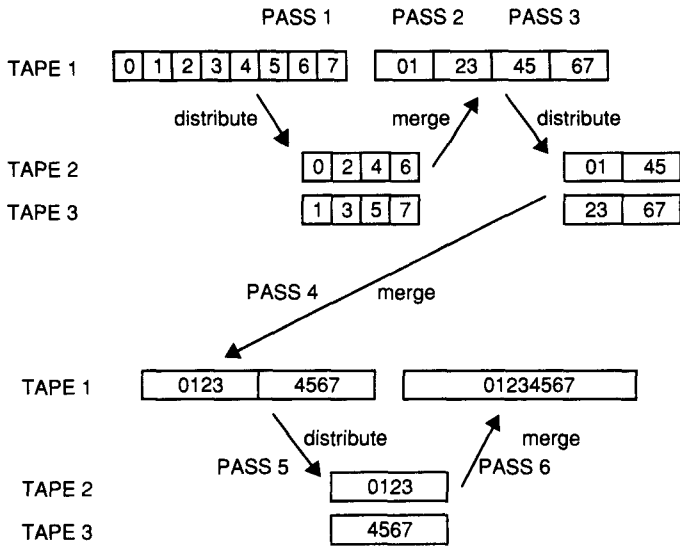 PASS 1 PASS 2 PASS 3
TAPE 1 0 1 2 3 4 5 6 7 01 23 45 67
distribute merge distribute
TAPE 2 0 2 4 6 01 45
TAPE 3 1 3 5 7 23 67
PASS 4 merge
TAPE 1 0123 4567 01234567
distribute merge
PASS 5 PASS 6
TAPE 2 0123
TAPE 3 4567